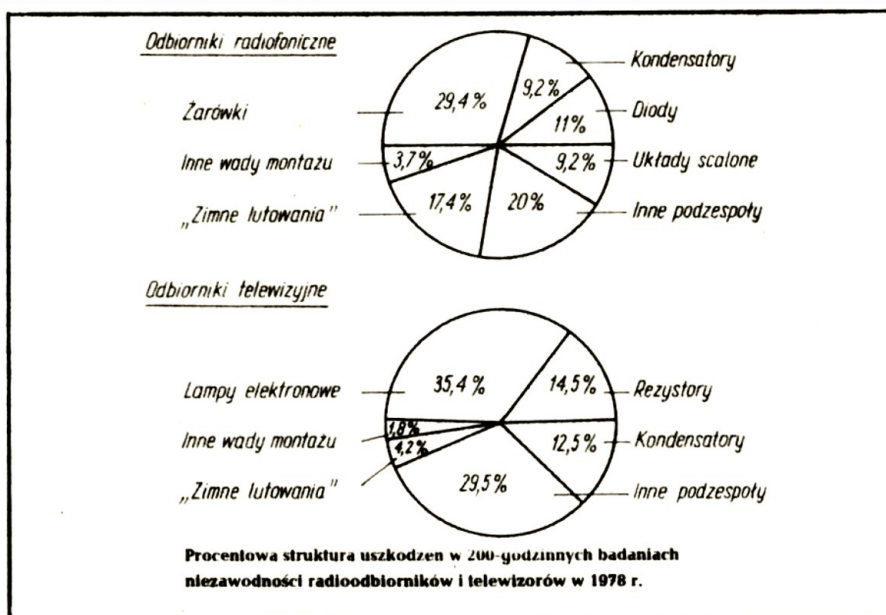 Odbiorniki radiofoniczne
Kondensatory
29,4 %
9,2 %
Żarówki
11 %
Diody
Inne wady montażu
3,7 %
9,2 %
Układy scalone
„Zimne lutowania”
17,4 %
20 %
Inne podzespoły
Odbiorniki telewizyjne
Lampy elektronowe
35,4 %
14,5 %
Rezystory
Inne wady montażu
1,8 %
12,5 %
Kondensatory
4,2 %
„Zimne lutowania”
29,5 %
Inne podzespoły
Procentowa struktura uszkodzen w 200-godzinnych badaniach
niezawodności radioodbiorników i telewizorów w 1978 r.